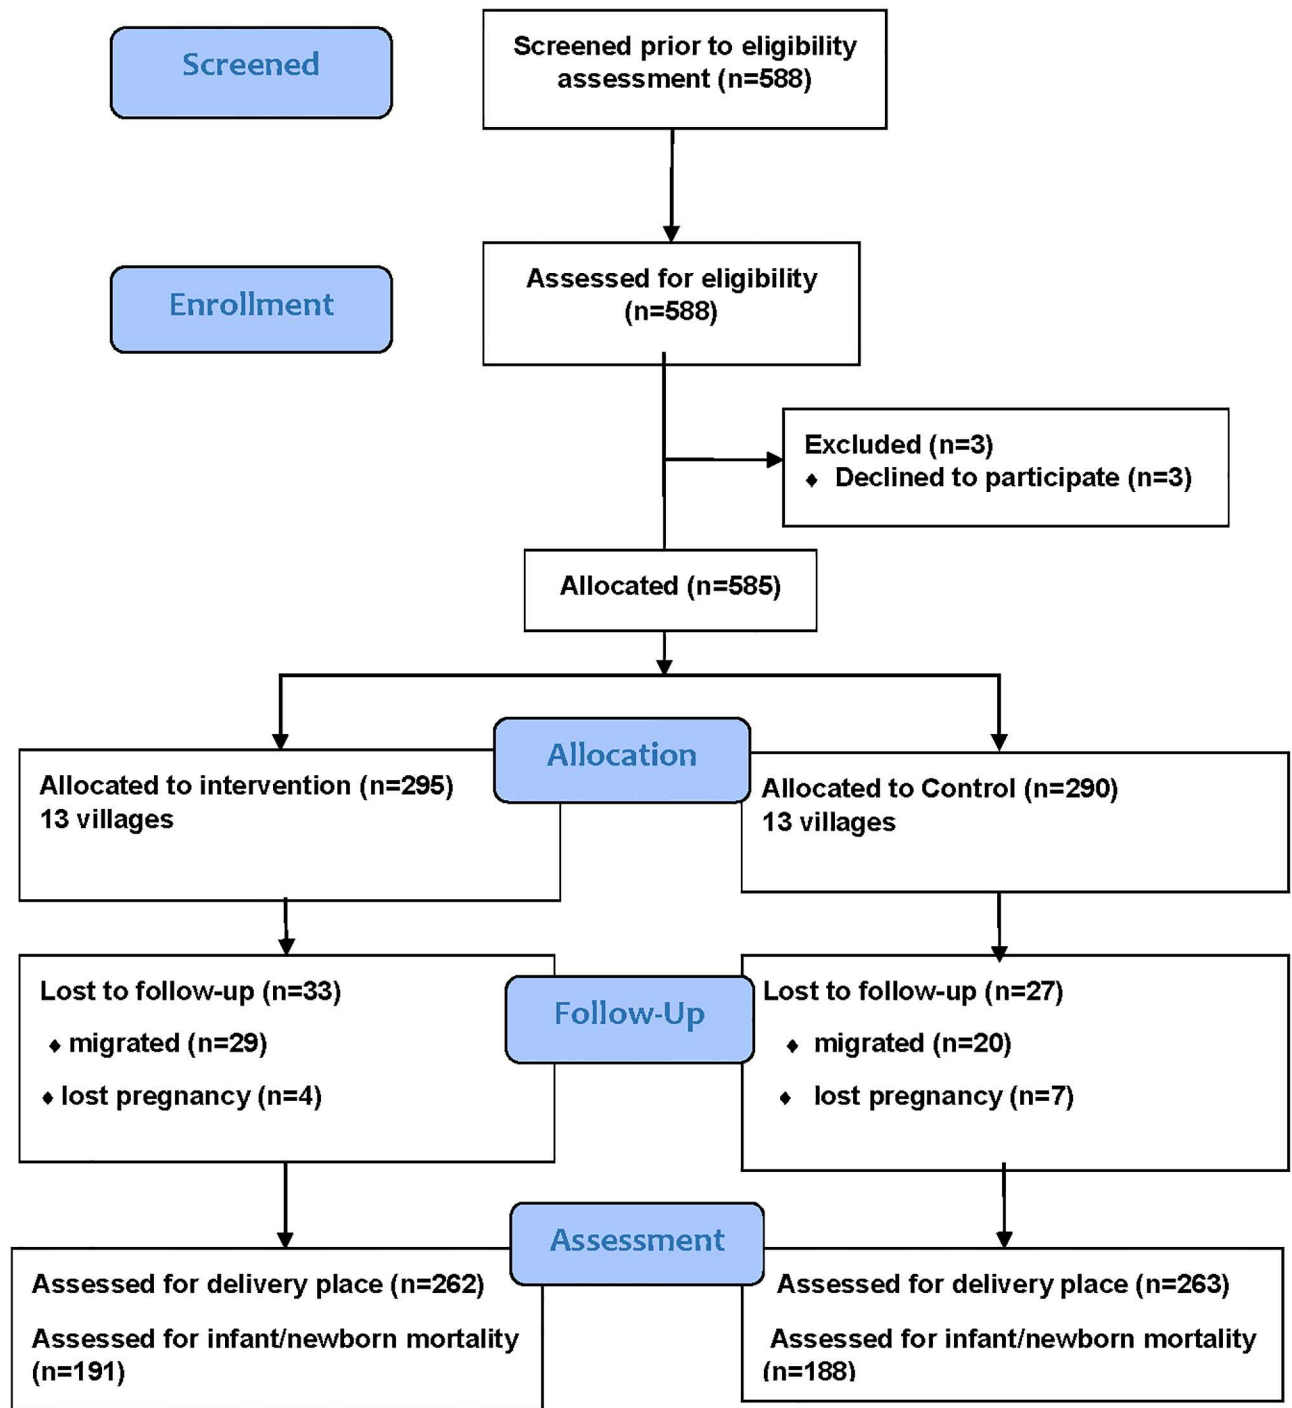 Screened
Screened prior to eligibility
assessment (n=588)
Enrollment
Assessed for eligibility
(n=588)
Excluded (n=3)
♦ Declined to participate (n=3)
Allocated (n=585)
Allocation
Allocated to intervention (n=295)
13 villages
Allocated to Control (n=290)
13 villages
Follow-Up
Lost to follow-up (n=33)
♦ migrated (n=29)
♦ lost pregnancy (n=4)
Lost to follow-up (n=27)
♦ migrated (n=20)
♦ lost pregnancy (n=7)
Assessment
Assessed for delivery place (n=262)
Assessed for infant/newborn mortality
(n=191)
Assessed for delivery place (n=263)
Assessed for infant/newborn mortality
(n=188)